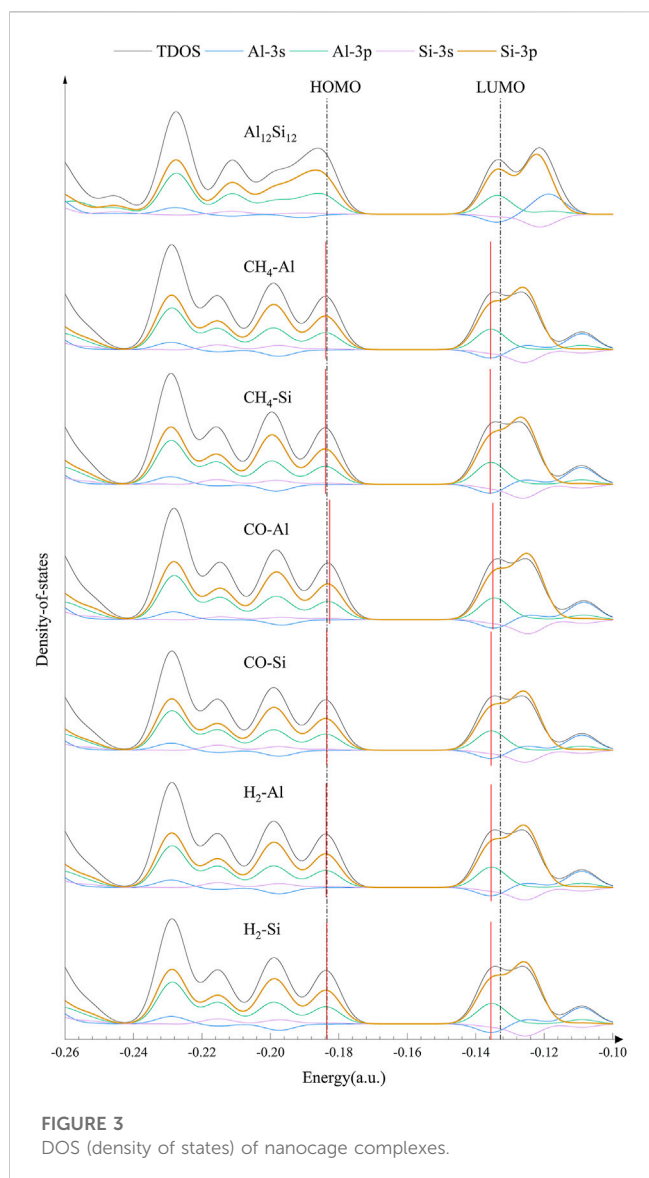 TDOS Al-3s Al-3p Si-3s Si-3p
HOMO LUMO
Al₁₂Si₁₂
CH₄-Al
CH₄-Si
CO-Al
CO-Si
H₂-Al
H₂-Si
Density-of-states
-0.26 -0.24 -0.22 -0.20 -0.18 -0.16 -0.14 -0.12 -0.10
Energy(a.u.)
FIGURE 3
DOS (density of states) of nanocage complexes.